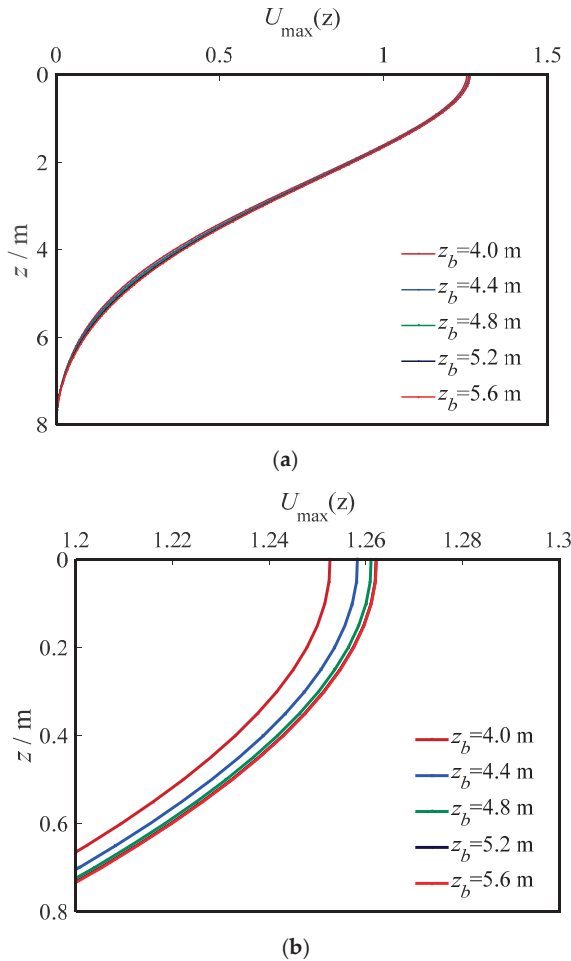 U_max(z)
0 0.5 1 1.5
0
2
4
6
8
z / m
z_b=4.0 m
z_b=4.4 m
z_b=4.8 m
z_b=5.2 m
z_b=5.6 m
(a)
U_max(z)
1.2 1.22 1.24 1.26 1.28 1.3
0
0.2
0.4
0.6
0.8
z / m
z_b=4.0 m
z_b=4.4 m
z_b=4.8 m
z_b=5.2 m
z_b=5.6 m
(b)